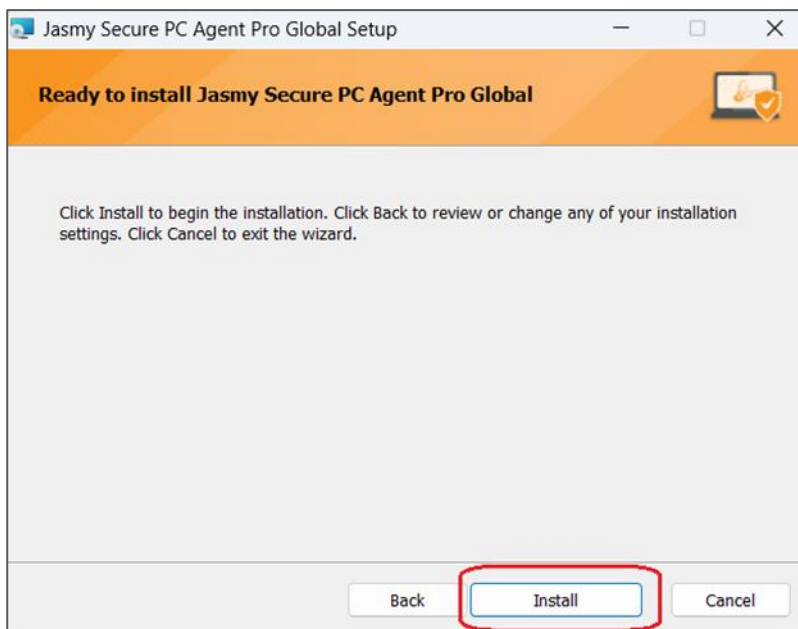 Jasmy Secure PC Agent Pro Global Setup
Ready to install Jasmy Secure PC Agent Pro Global
Click Install to begin the installation. Click Back to review or change any of your installation
settings. Click Cancel to exit the wizard.
Back Install Cancel